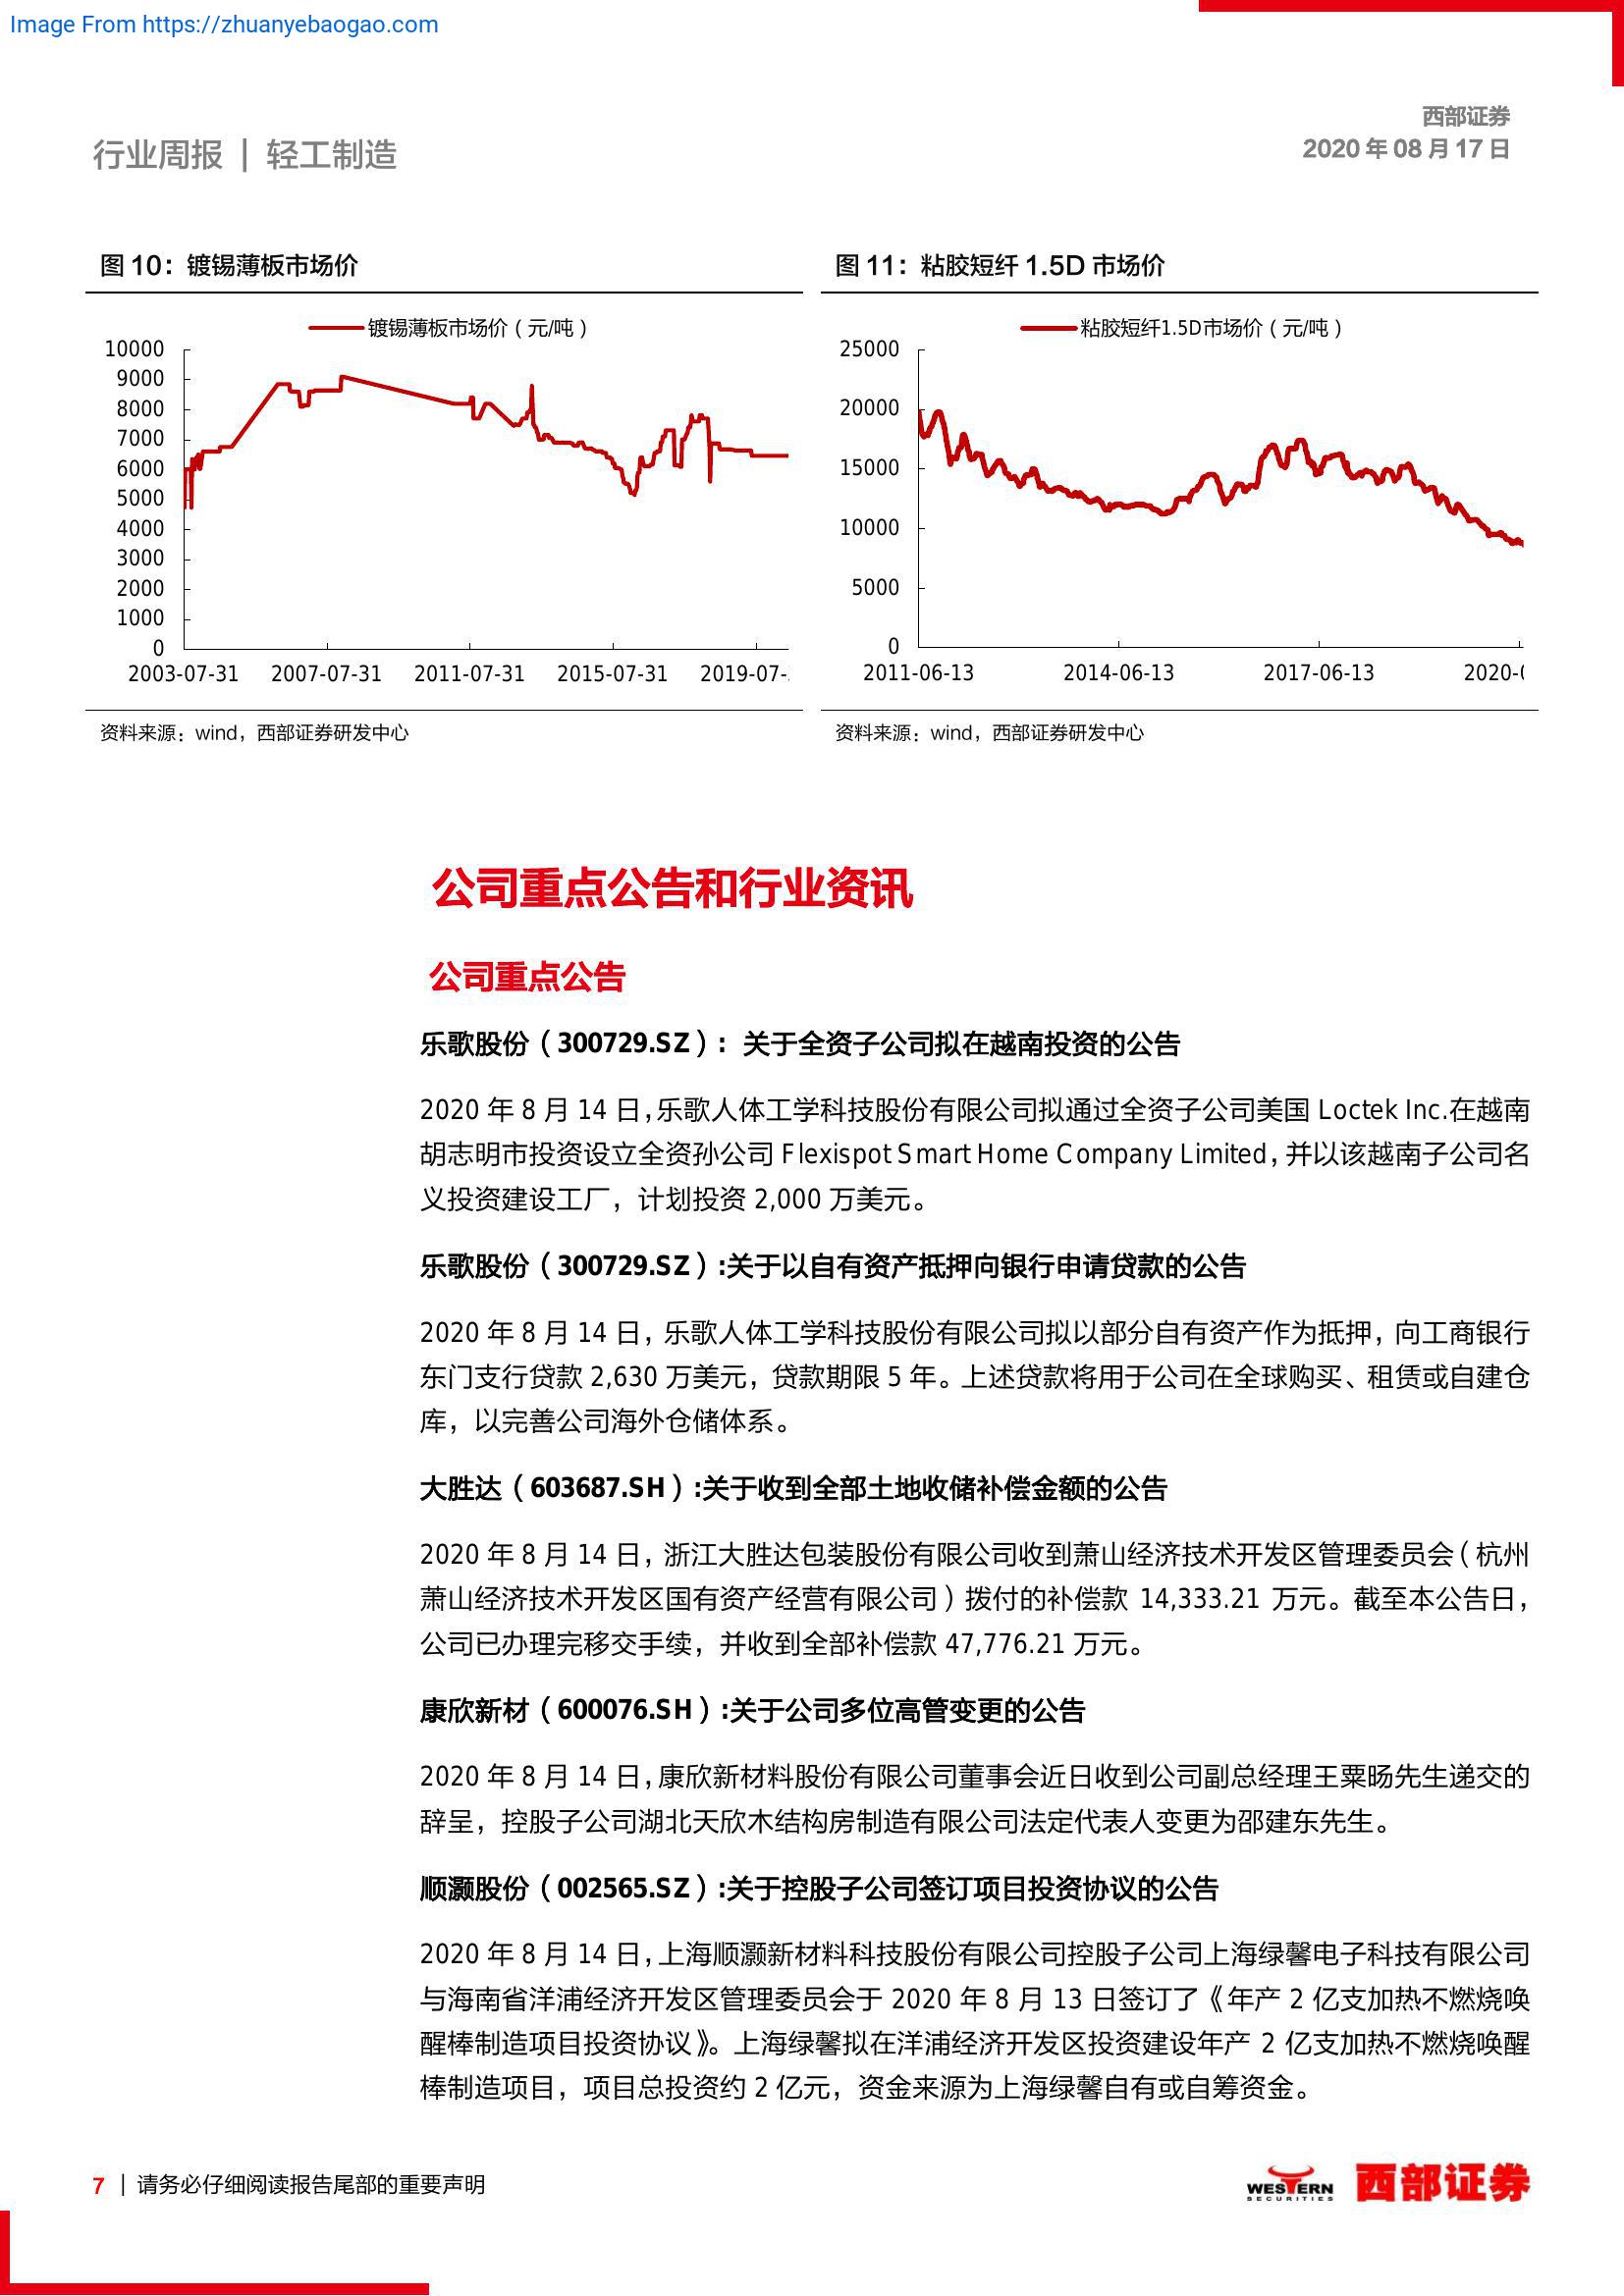 Image From https://zhuanyebaogao.com
西部证券
行业周报 | 轻工制造
2020 年 08 月 17 日
图 10：镀锡薄板市场价
镀锡薄板市场价（元/吨）
10000
9000
8000
7000
6000
5000
4000
3000
2000
1000
0
2003-07-31 2007-07-31 2011-07-31 2015-07-31 2019-07-
资料来源：wind，西部证券研发中心
图 11：粘胶短纤 1.5D 市场价
粘胶短纤1.5D市场价（元/吨）
25000
20000
15000
10000
5000
0
2011-06-13 2014-06-13 2017-06-13 2020-
资料来源：wind，西部证券研发中心
公司重点公告和行业资讯
公司重点公告
乐歌股份（300729.SZ）：关于全资子公司拟在越南投资的公告
2020 年 8 月 14 日，乐歌人体工学科技股份有限公司拟通过全资子公司美国 Loctek Inc.在越南
胡志明市投资设立全资孙公司 Flexispot Smart Home Company Limited，并以该越南子公司名
义投资建设工厂，计划投资 2,000 万美元。
乐歌股份（300729.SZ）:关于以自有资产抵押向银行申请贷款的公告
2020 年 8 月 14 日，乐歌人体工学科技股份有限公司拟以部分自有资产作为抵押，向工商银行
东门支行贷款 2,630 万美元，贷款期限 5 年。上述贷款将用于公司在全球购买、租赁或自建仓
库，以完善公司海外仓储体系。
大胜达（603687.SH）:关于收到全部土地收储补偿金额的公告
2020 年 8 月 14 日，浙江大胜达包装股份有限公司收到萧山经济技术开发区管理委员会（杭州
萧山经济技术开发区国有资产经营有限公司）拨付的补偿款 14,333.21 万元。截至本公告日，
公司已办理完移交手续，并收到全部补偿款 47,776.21 万元。
康欣新材（600076.SH）:关于公司多位高管变更的公告
2020 年 8 月 14 日，康欣新材料股份有限公司董事会近日收到公司副总经理王粟旸先生递交的
辞呈，控股子公司湖北天欣木结构房制造有限公司法定代表人变更为邵建东先生。
顺灏股份（002565.SZ）:关于控股子公司签订项目投资协议的公告
2020 年 8 月 14 日，上海顺灏新材料科技股份有限公司控股子公司上海绿馨电子科技有限公司
与海南省洋浦经济开发区管理委员会于 2020 年 8 月 13 日签订了《年产 2 亿支加热不燃烧唤
醒棒制造项目投资协议》。上海绿馨拟在洋浦经济开发区投资建设年产 2 亿支加热不燃烧唤醒
棒制造项目，项目总投资约 2 亿元，资金来源为上海绿馨自有或自筹资金。
7 | 请务必仔细阅读报告尾部的重要声明
WESTERN
SECURITIES
西部证券